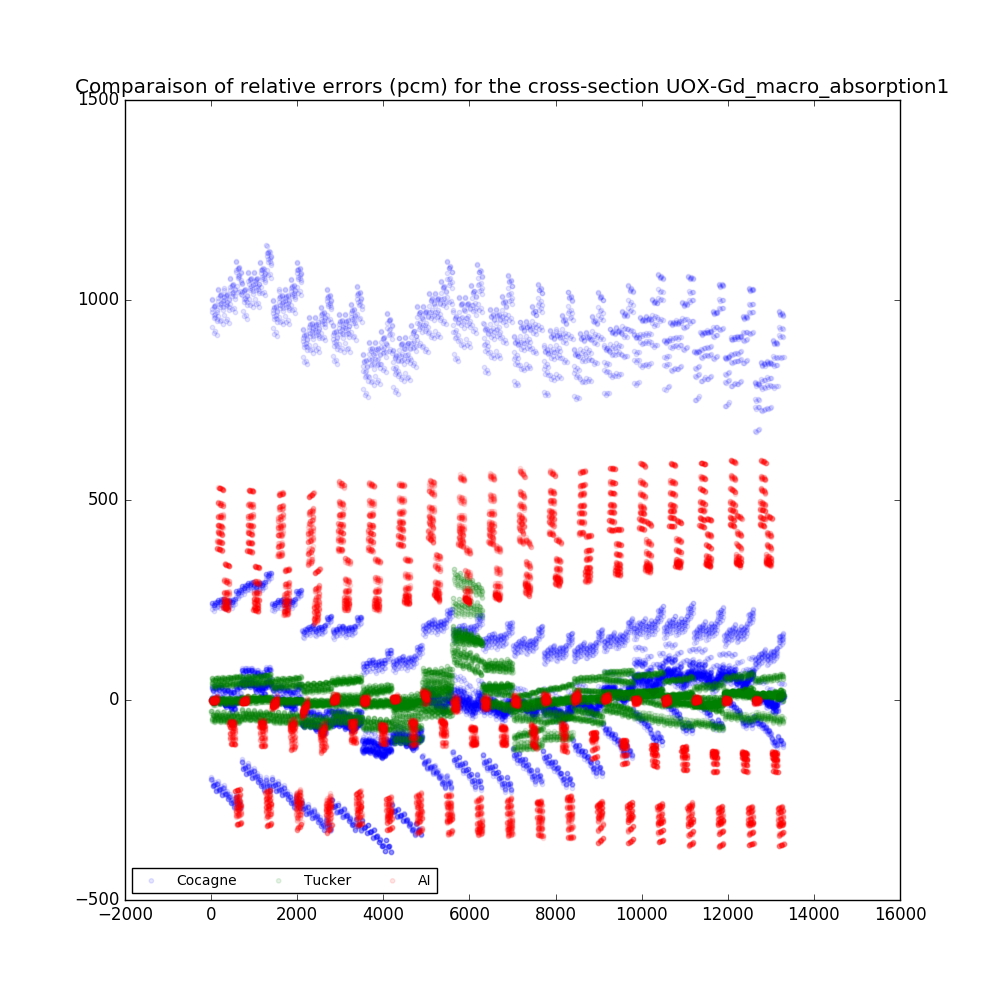 Comparaison of relative errors (pcm) for the cross-section UOX-Gd_macro_absorption1
1500
1000
500
0
−500
−2000 0 2000 4000 6000 8000 10000 12000 14000 16000
Cocagne Tucker AI